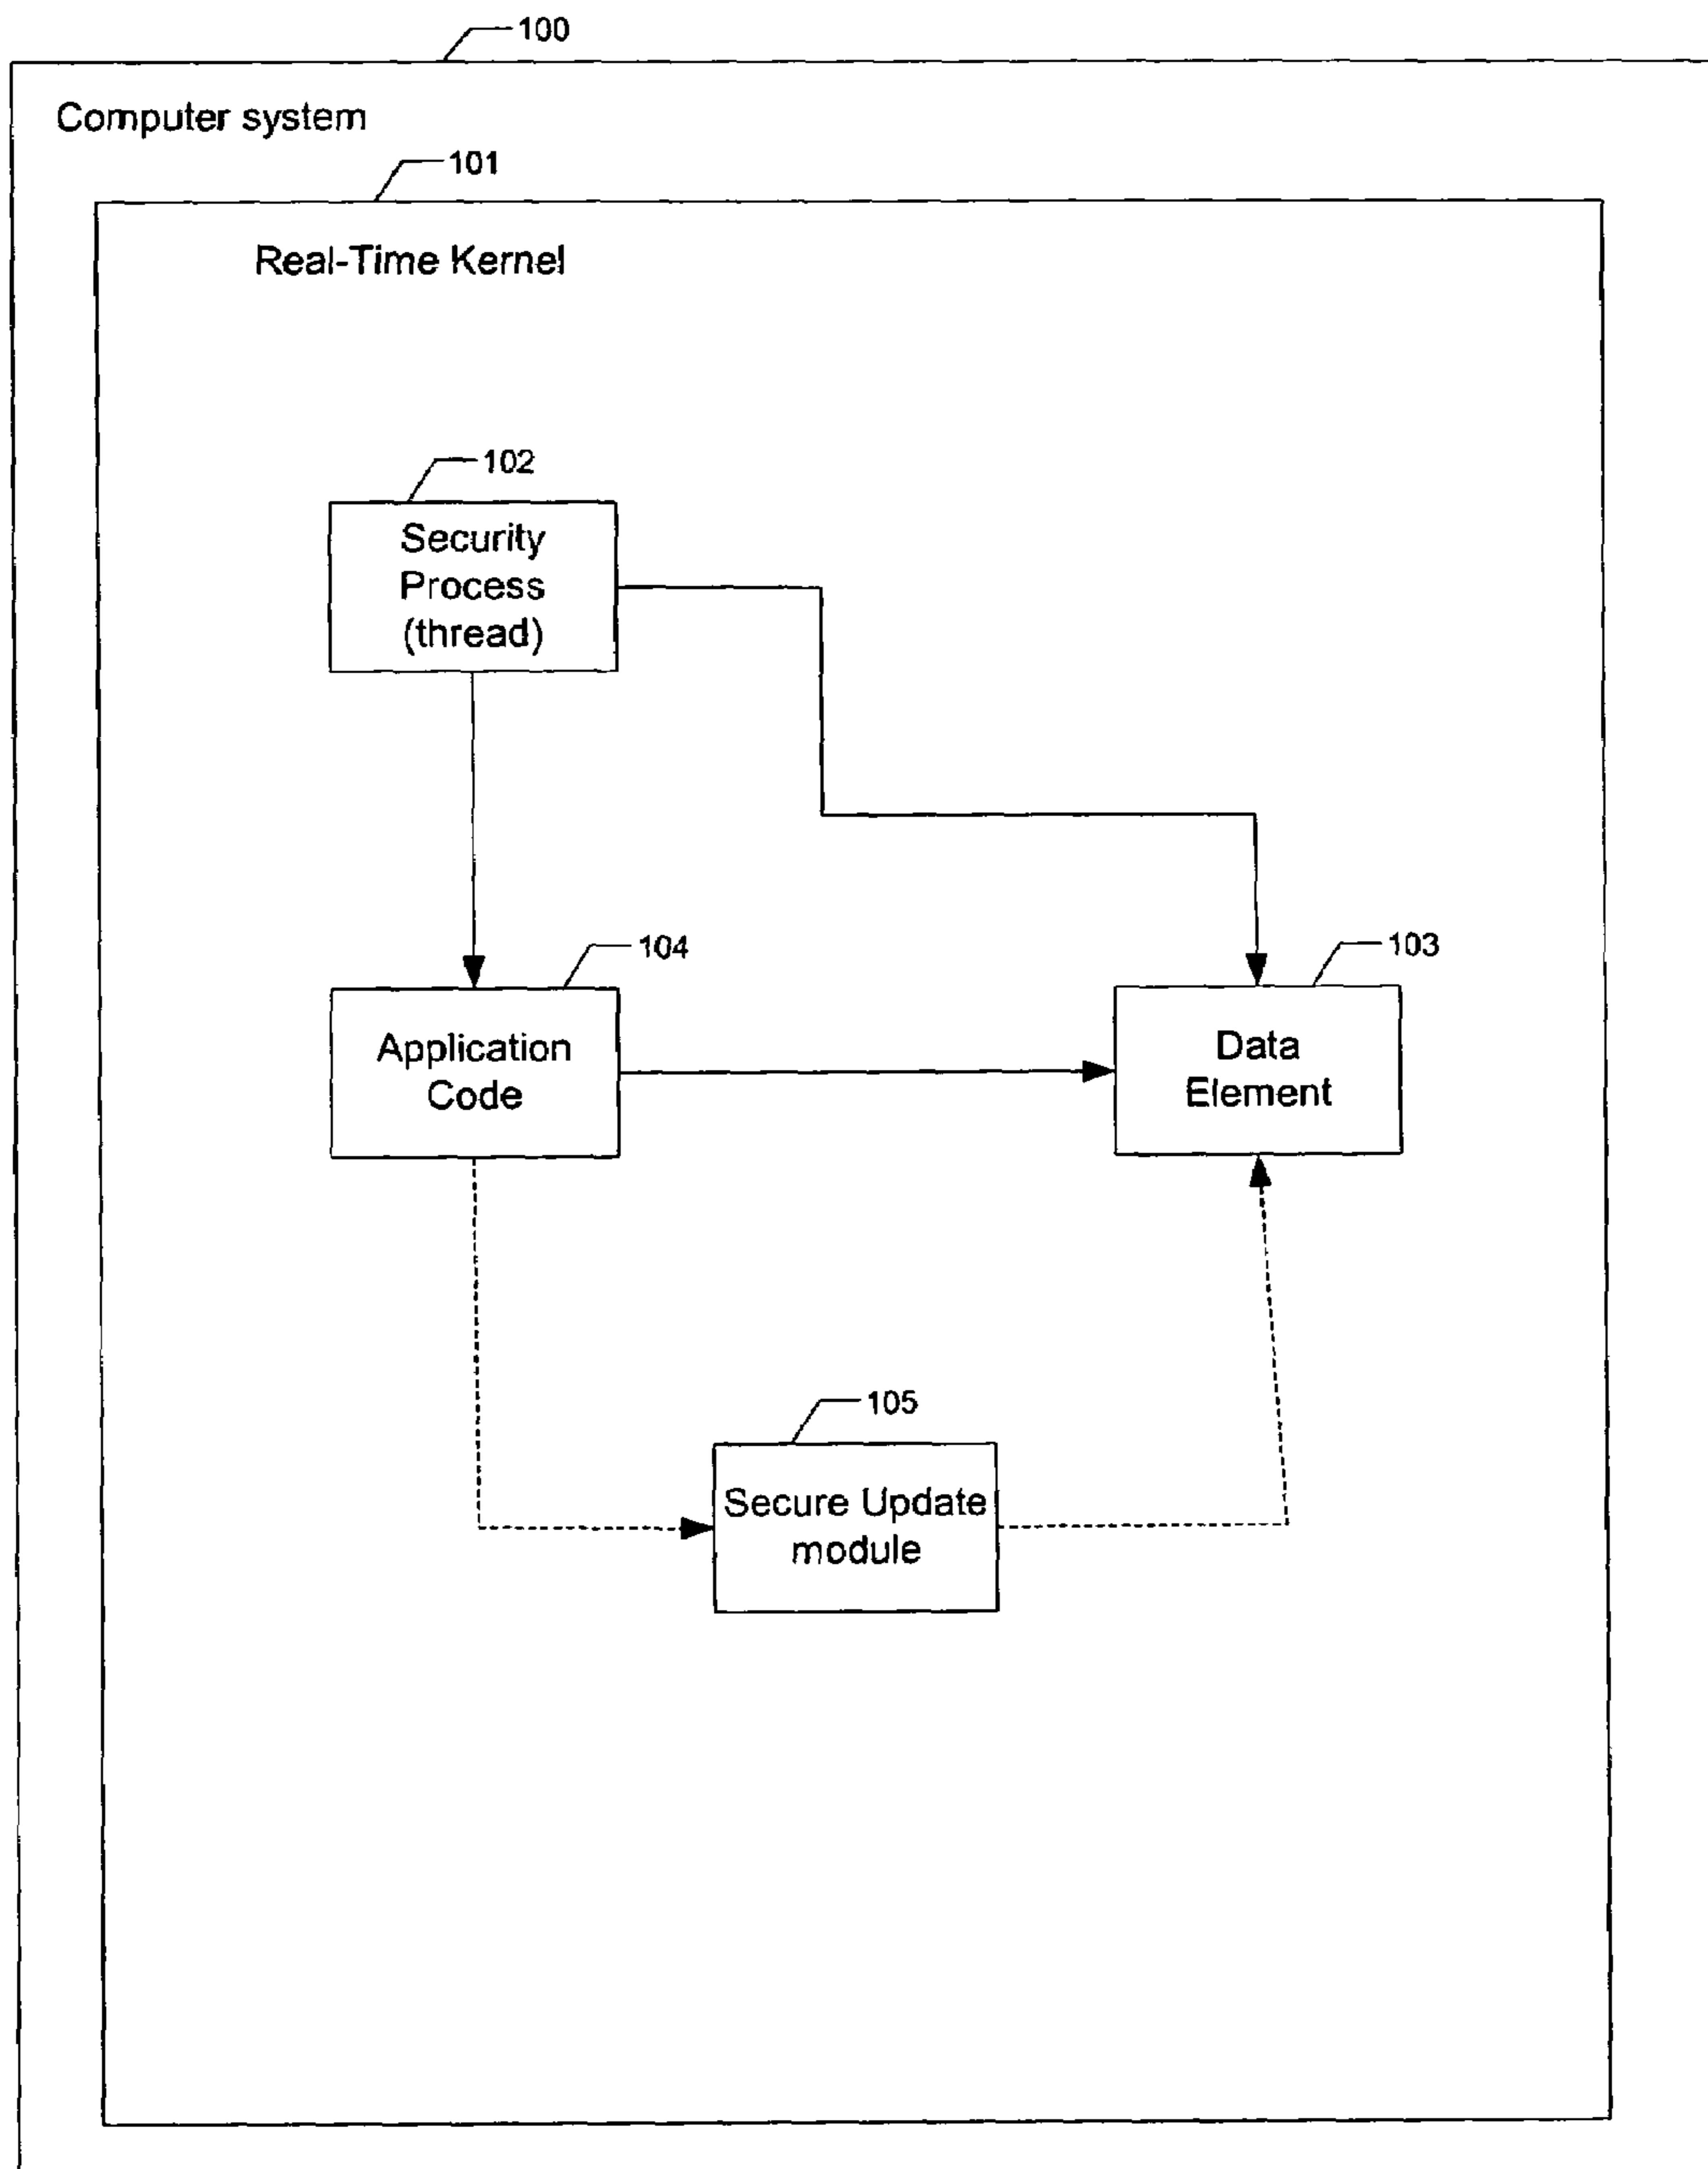 100
Computer system
101
Real-Time Kernel
102
Security
Process
(thread)
104
Application
Code
103
Data
Element
105
Secure Update
module